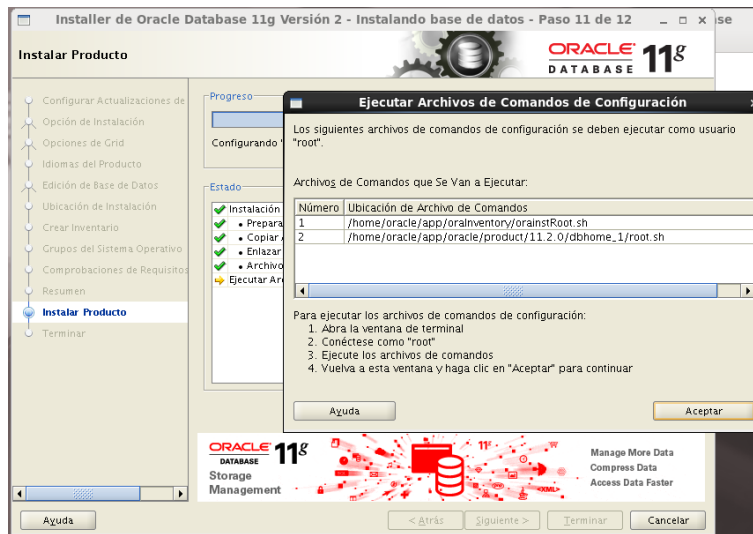 Installer de Oracle Database 11g Versión 2 - Instalando base de datos - Paso 11 de 12
Instalar Producto
ORACLE 11g
DATABASE
Configurar Actualizaciones de
Opción de Instalación
Opciones de Grid
Idiomas del Producto
Edición de Base de Datos
Ubicación de Instalación
Crear Inventario
Grupos del Sistema Operativo
Comprobaciones de Requisitos
Resumen
Instalar Producto
Terminar
Progreso
Configurando
Estado
Instalación
• Prepara
• Copiar
• Enlazar
• Archivo
Ejecutar Ar
Ejecutar Archivos de Comandos de Configuración
Los siguientes archivos de comandos de configuración se deben ejecutar como usuario
"root".
Archivos de Comandos que Se Van a Ejecutar:
Número Ubicación de Archivo de Comandos
1 /home/oracle/app/oraInventory/orainstRoot.sh
2 /home/oracle/app/oracle/product/11.2.0/dbhome_1/root.sh
Para ejecutar los archivos de comandos de configuración:
1. Abra la ventana de terminal
2. Conéctese como "root"
3. Ejecute los archivos de comandos
4. Vuelva a esta ventana y haga clic en "Aceptar" para continuar
Ayuda
Aceptar
ORACLE 11g
DATABASE
Storage
Management
11g
XML
Manage More Data
Compress Data
Access Data Faster
Ayuda
< Atrás
Siguiente >
Terminar
Cancelar